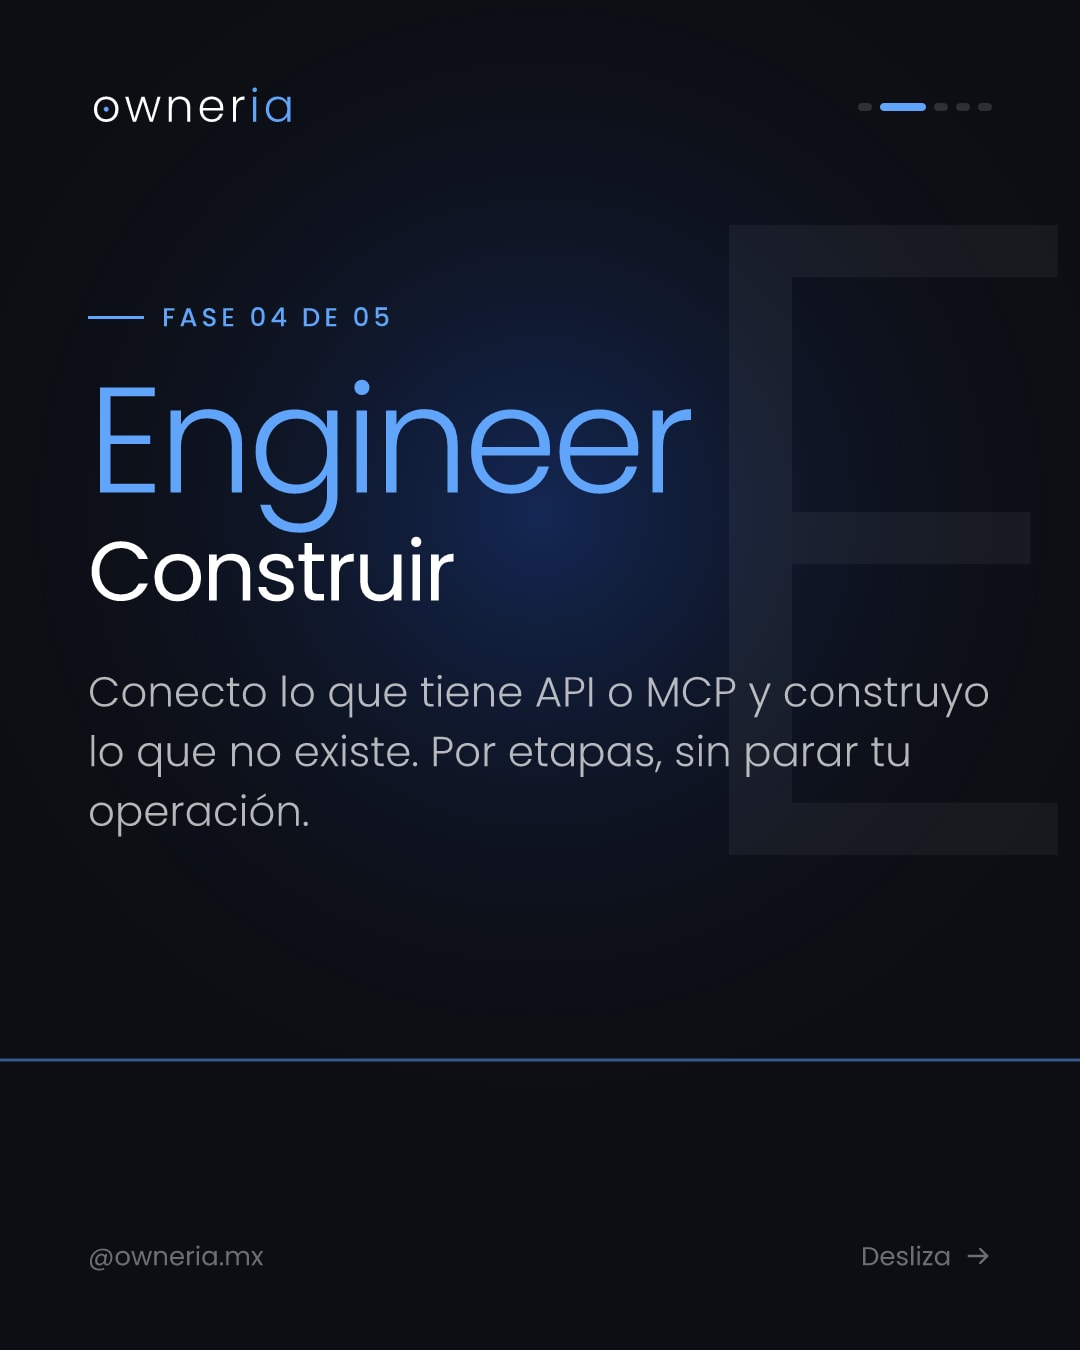 owneria
FASE 04 DE 05
Engineer
Construir
E
Conecto lo que tiene API o MCP y construyo
lo que no existe. Por etapas, sin parar tu
operación.
@owneria.mx
Desliza →